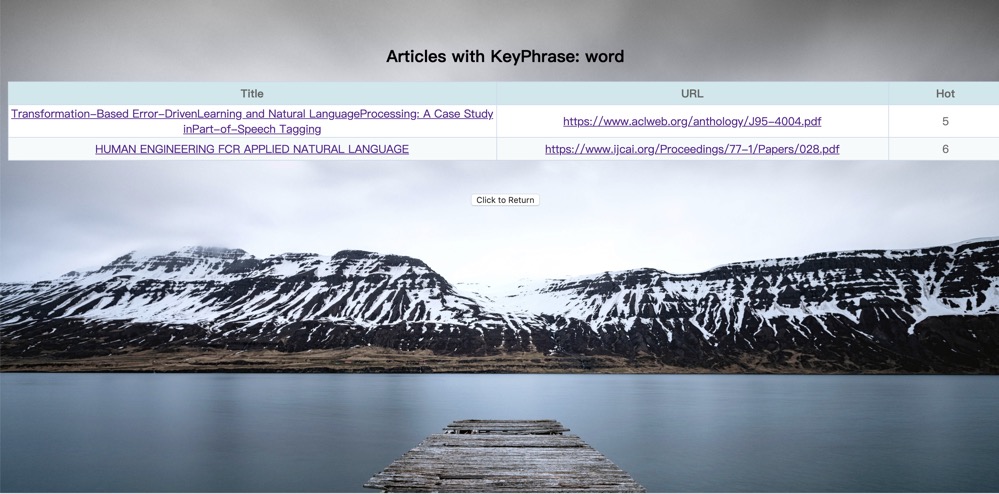 Articles with KeyPhrase: word
Title URL Hot
Transformation-Based Error-DrivenLearning and Natural LanguageProcessing: A Case Study
inPart-of-Speech Tagging
https://www.aclweb.org/anthology/J95-4004.pdf 5
HUMAN ENGINEERING FCR APPLIED NATURAL LANGUAGE https://www.ijcai.org/Proceedings/77-1/Papers/028.pdf 6
Click to Return